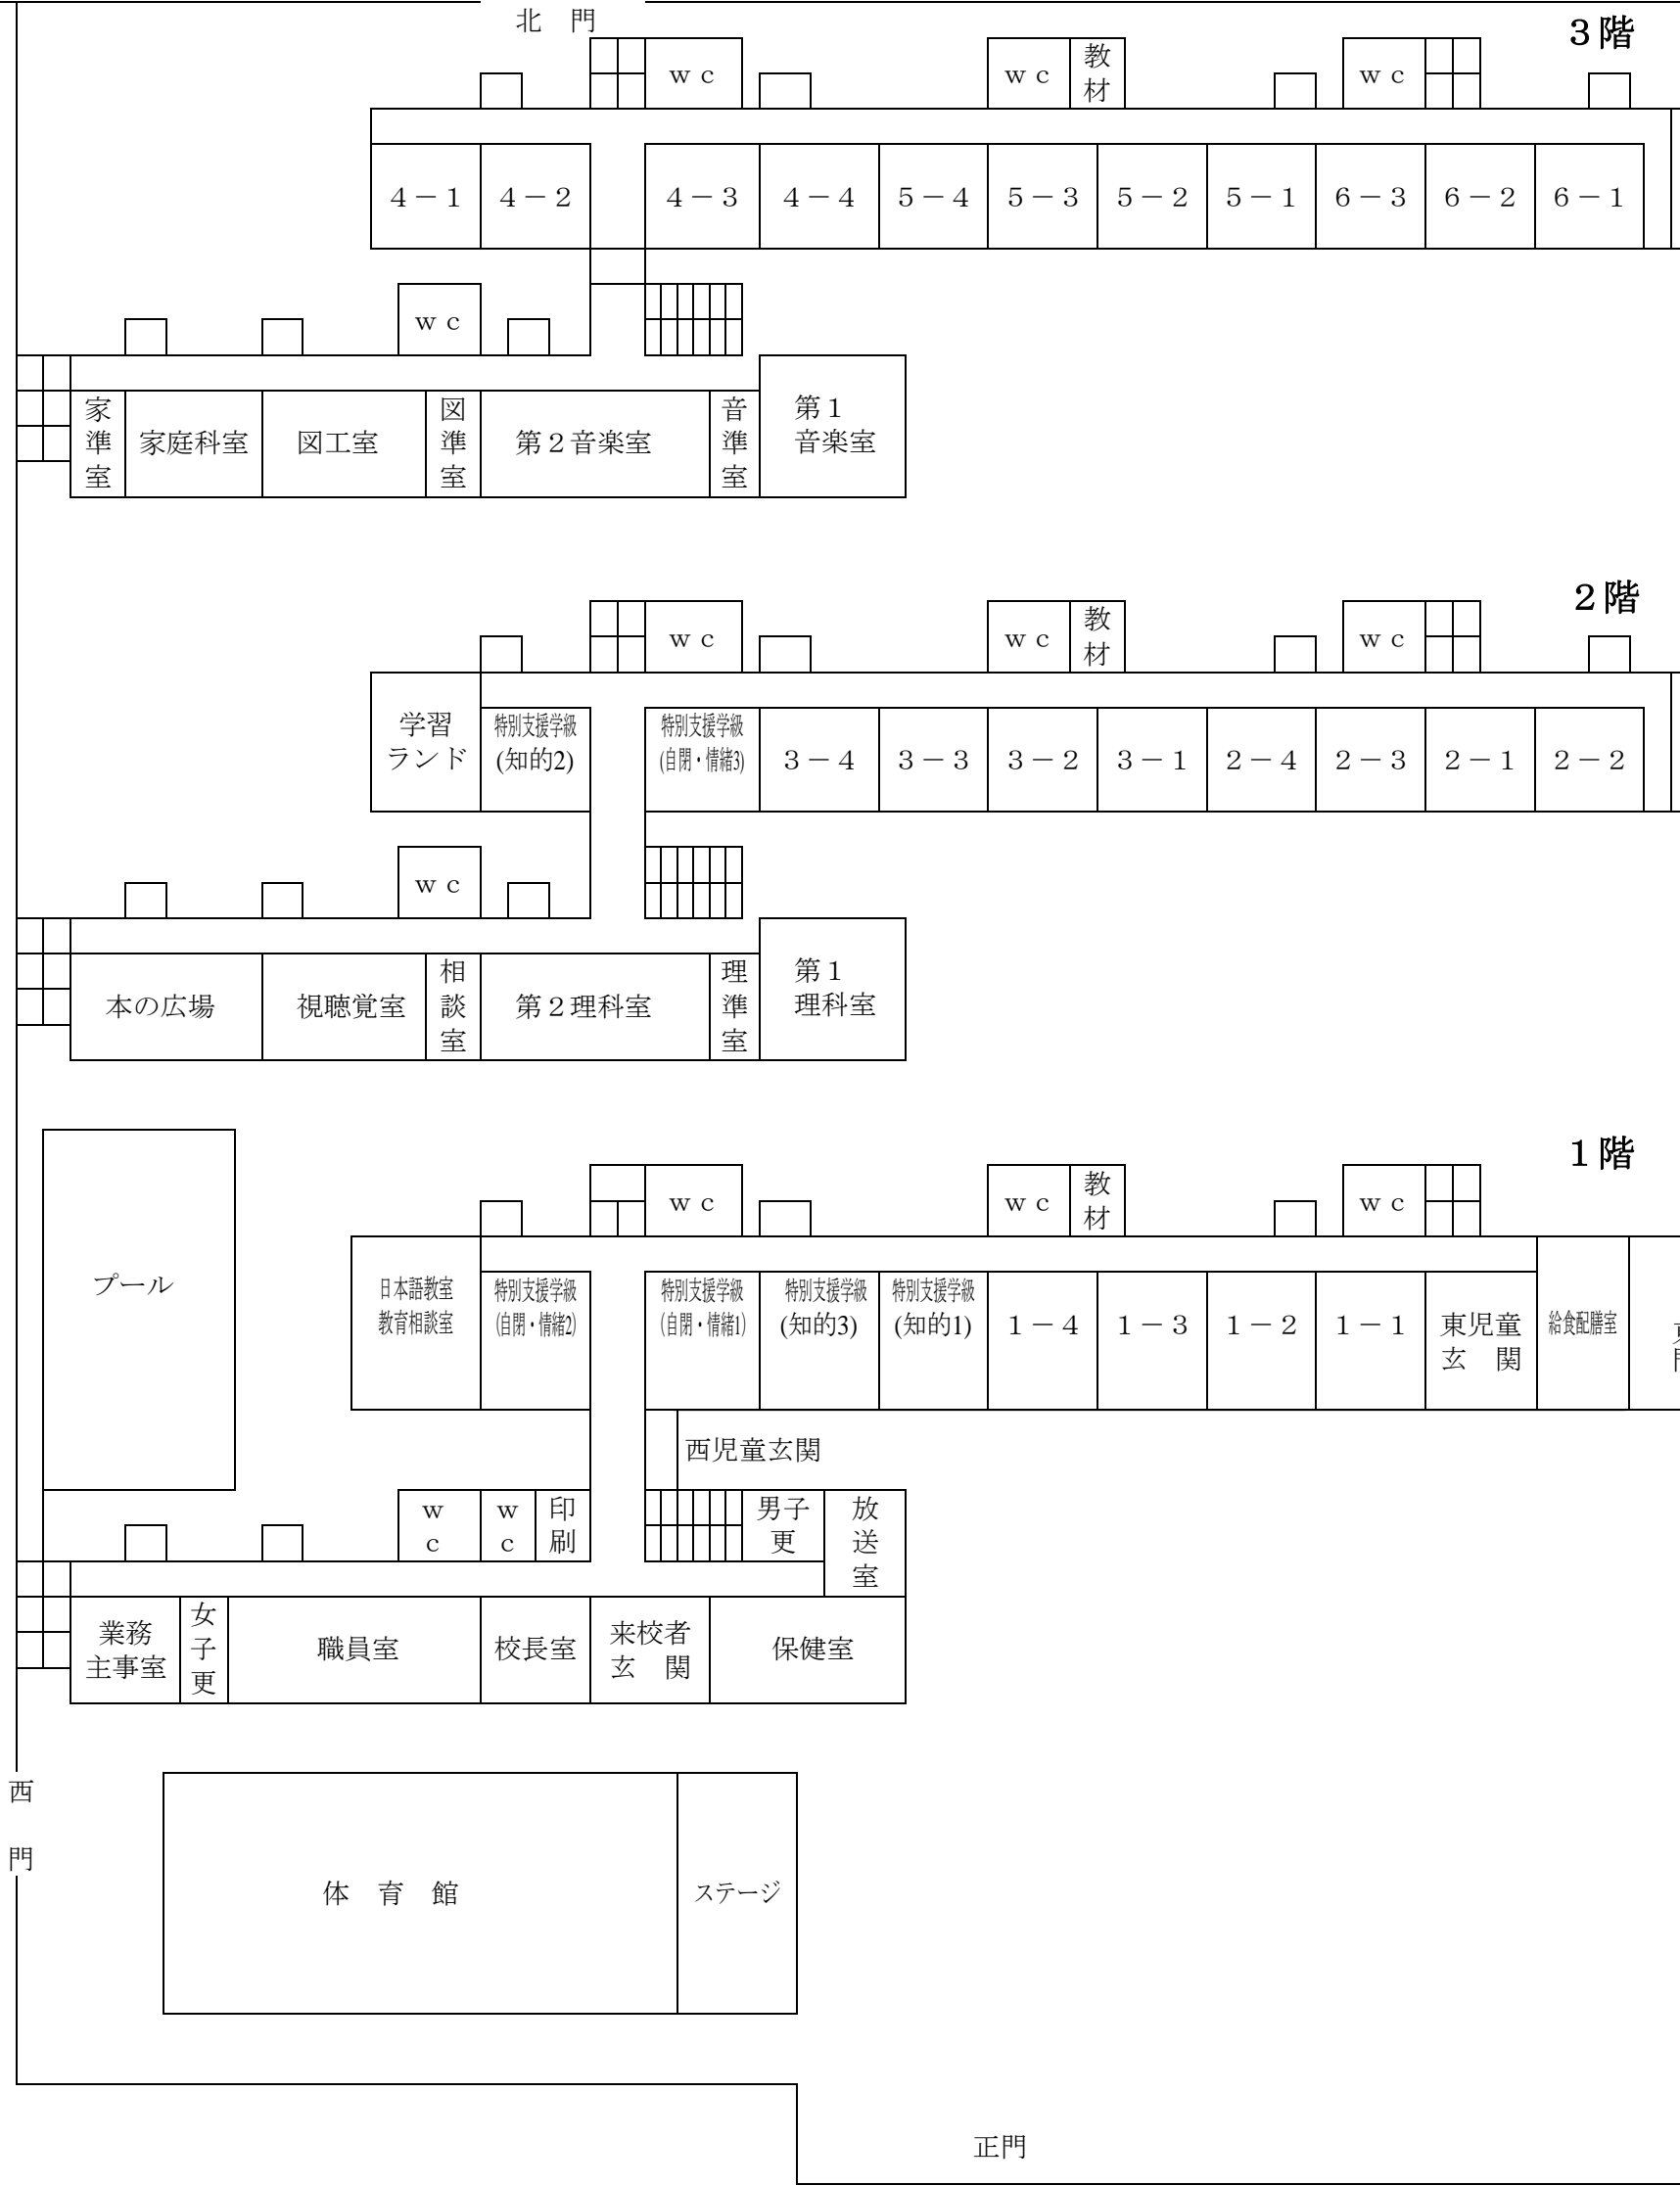 北　門
３階
ｗｃ
ｗｃ
教
材
ｗｃ
４－１
４－２
４－３
４－４
５－４
５－３
５－２
５－１
６－３
６－２
６－１
ｗｃ
家
準
室
家庭科室
図工室
図
準
室
第２音楽室
音
準
室
第１
音楽室
２階
ｗｃ
ｗｃ
教
材
ｗｃ
学習
ランド
特別支援学級
(知的2)
特別支援学級
(自閉・情緒3)
３－４
３－３
３－２
３－１
２－４
２－３
２－１
２－２
ｗｃ
本の広場
視聴覚室
相
談
室
第２理科室
理
準
室
第１
理科室
１階
プール
ｗｃ
ｗｃ
教
材
ｗｃ
日本語教室
教育相談室
特別支援学級
(自閉・情緒2)
特別支援学級
(自閉・情緒1)
特別支援学級
(知的3)
特別支援学級
(知的1)
１－４
１－３
１－２
１－１
東児童
玄　関
給食配膳室
西児童玄関
ｗ
ｃ
ｗ
ｃ
印
刷
男子
更
放
送
室
業務
主事室
女
子
更
職員室
校長室
来校者
玄　関
保健室
西
門
体　育　館
ステージ
正門